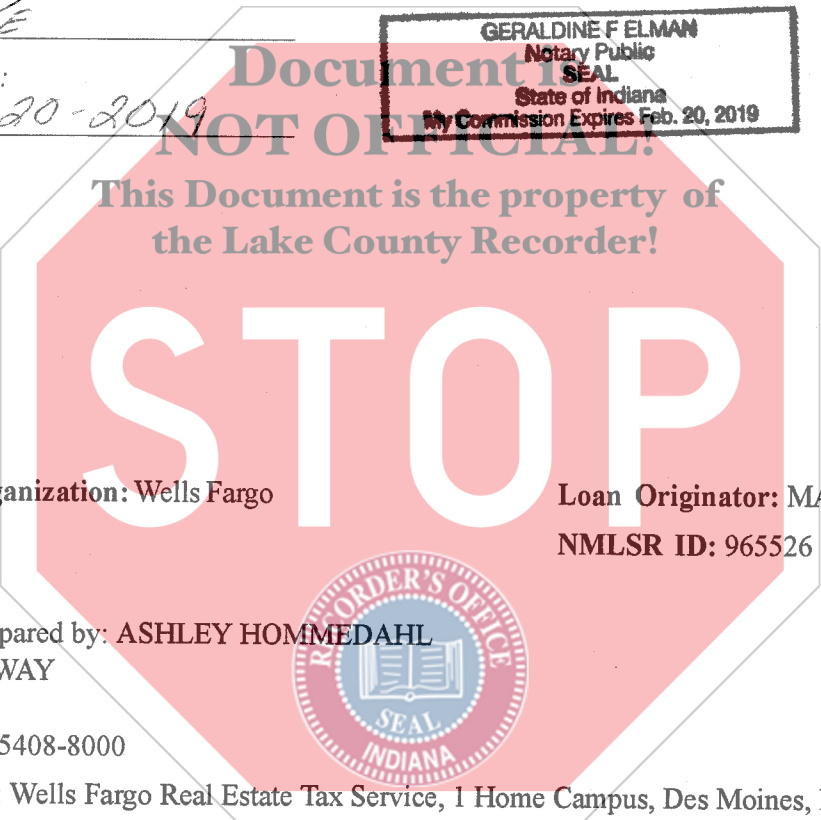 GERALDINE F ELMAN
Notary Public
SEAL
State of Indiana
My Commission Expires Feb. 20, 2019
:
20-2019
Document is
NOT OFFICIAL!
This Document is the property of
the Lake County Recorder!
STOP
ganization: Wells Fargo
Loan Originator: MA
NMLSR ID: 965526
RECORDER'S OFFICE
SEAL
INDIANA
pared by: ASHLEY HOMMEDAHL
WAY
5408-8000
: Wells Fargo Real Estate Tax Service, 1 Home Campus, Des Moines, I